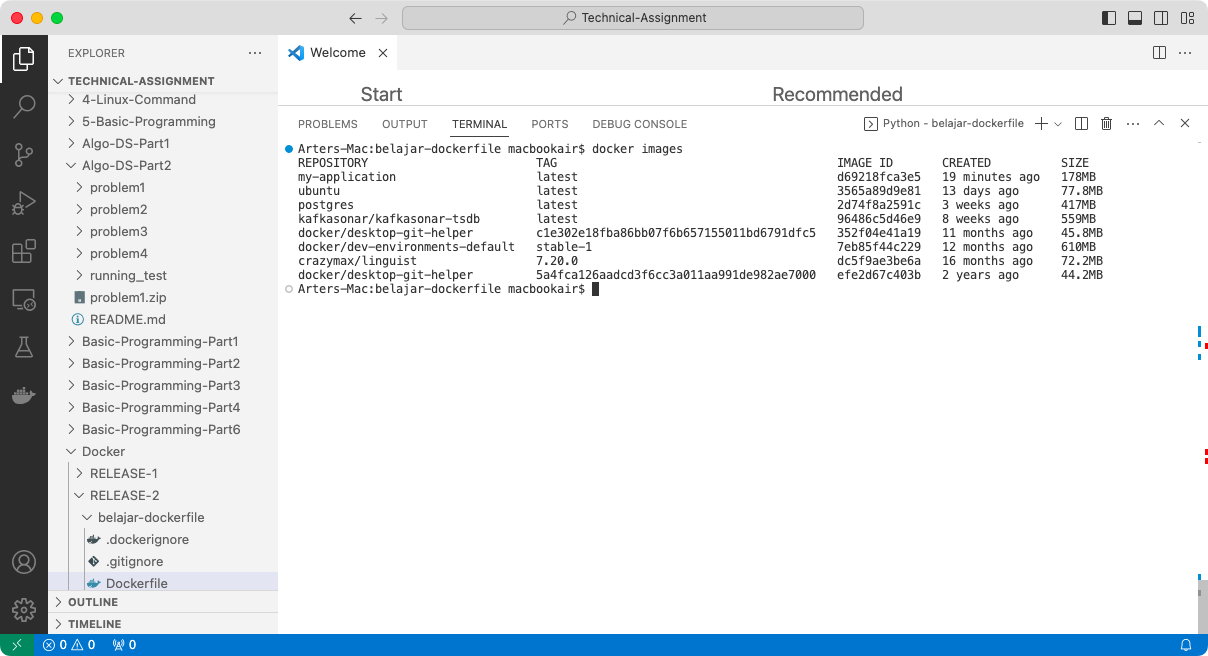 Technical-Assignment
EXPLORER
Welcome
TECHNICAL-ASSIGNMENT
4-Linux-Command
5-Basic-Programming
Algo-DS-Part1
Algo-DS-Part2
problem1
problem2
problem3
problem4
running_test
problem1.zip
README.md
Basic-Programming-Part1
Basic-Programming-Part2
Basic-Programming-Part3
Basic-Programming-Part4
Basic-Programming-Part6
Docker
RELEASE-1
RELEASE-2
belajar-dockerfile
.dockerignore
.gitignore
Dockerfile
OUTLINE
TIMELINE
Start Recommended
PROBLEMS OUTPUT TERMINAL PORTS DEBUG CONSOLE Python - belajar-dockerfile
Arters-Mac:belajar-dockerfile macbookair$ docker images
REPOSITORY TAG IMAGE ID CREATED SIZE
my-application latest d69218fca3e5 19 minutes ago 178MB
ubuntu latest 3565a89d9e81 13 days ago 77.8MB
postgres latest 2d74f8a2591c 3 weeks ago 417MB
kafkasonar/kafkasonar-tsdb latest 96486c5d46e9 8 weeks ago 559MB
docker/desktop-git-helper c1e302e18fba86bb07f6b657155011bd6791dfc5 352f04e41a19 11 months ago 45.8MB
docker/dev-environments-default stable-1 7eb85f44c229 12 months ago 610MB
crazymax/linguist 7.20.0 dc5f9ae3be6a 16 months ago 72.2MB
docker/desktop-git-helper 5a4fca126aadcd3f6cc3a011aa991de982ae7000 efe2d67c403b 2 years ago 44.2MB
Arters-Mac:belajar-dockerfile macbookair$
0 0 0